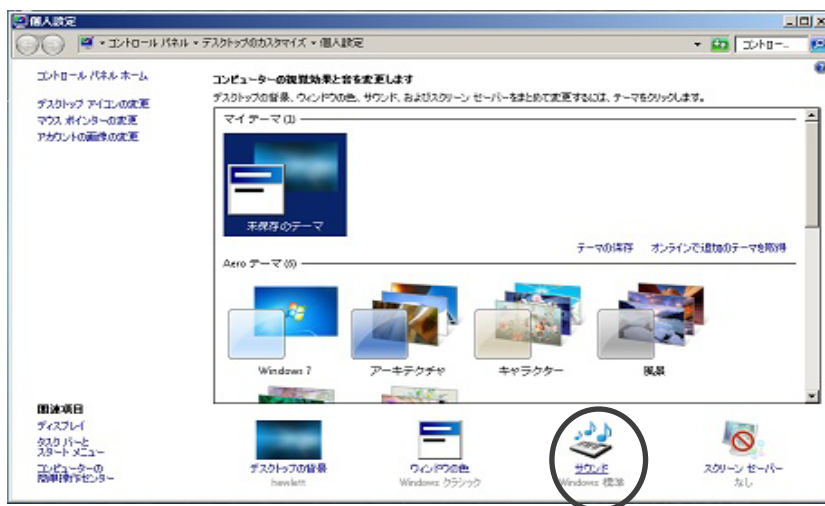 個人設定
コントロール パネル ▾ デスクトップのカスタマイズ ▾ 個人設定
コントロー...
コントロール パネル ホーム
デスクトップ アイコンの変更
マウス ポインターの変更
アカウントの画像の変更
コンピューターの視覚効果と音を変更します
デスクトップの背景、ウィンドウの色、サウンド、およびスクリーン セーバーをまとめて変更するには、テーマをクリックします。
マイ テーマ (1)
未保存のテーマ
テーマの保存 オンラインで追加のテーマを取得
Aero テーマ (6)
Windows 7 アーキテクチャ キャラクター 風景
関連項目
ディスプレイ
タスク バーと
スタート メニュー
コンピューターの
簡単操作センター
デスクトップの背景 ウィンドウの色 サウンド スクリーン セーバー
hewlett Windows クラシック Windows 標準 なし